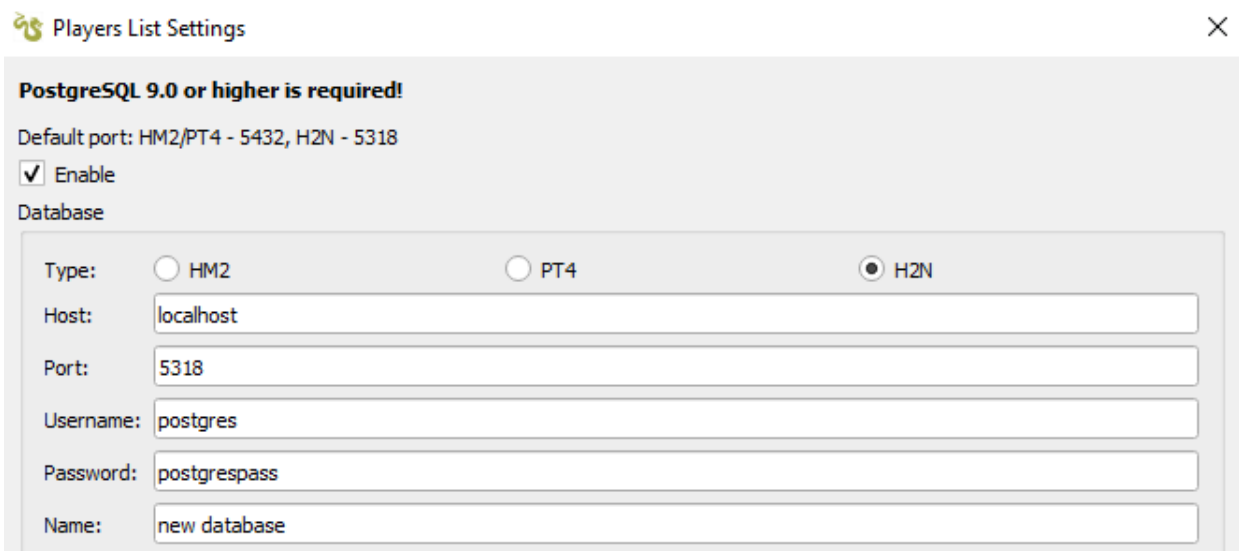 Players List Settings
PostgreSQL 9.0 or higher is required!
Default port: HM2/PT4 - 5432, H2N - 5318
Enable
Database
Type: HM2 PT4 H2N
Host: localhost
Port: 5318
Username: postgres
Password: postgrespass
Name: new database